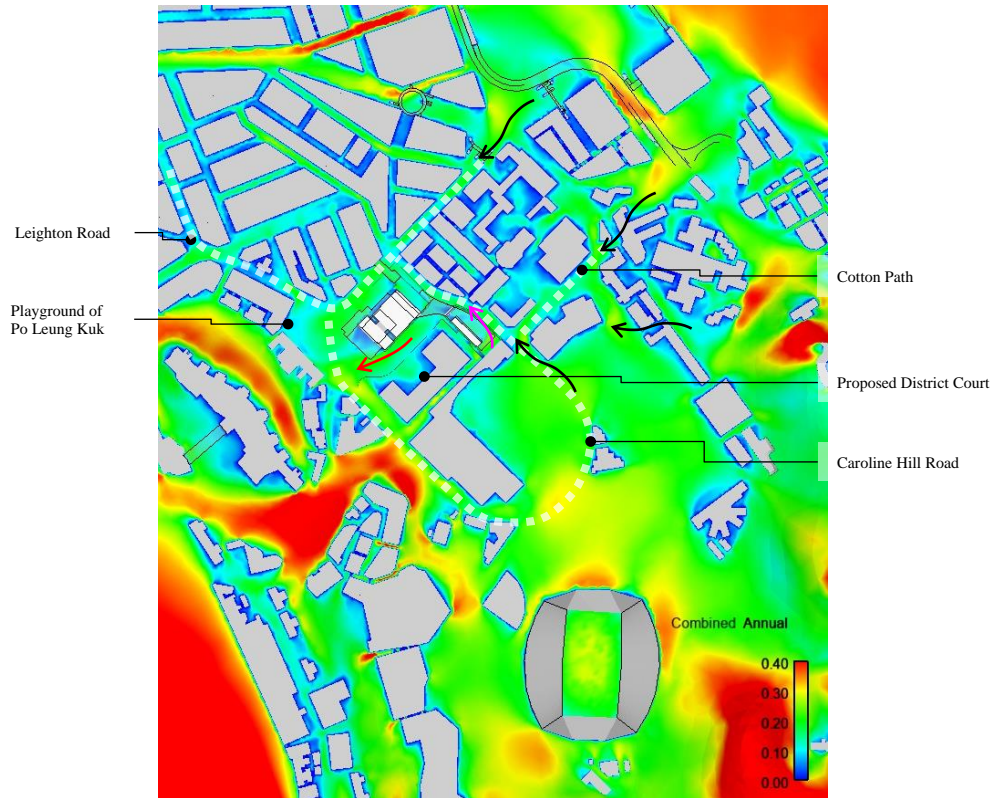 Leighton Road
Playground of
Po Leung Kuk
Cotton Path
Proposed District Court
Caroline Hill Road
Combined Annual
0.40
0.30
0.20
0.10
0.00